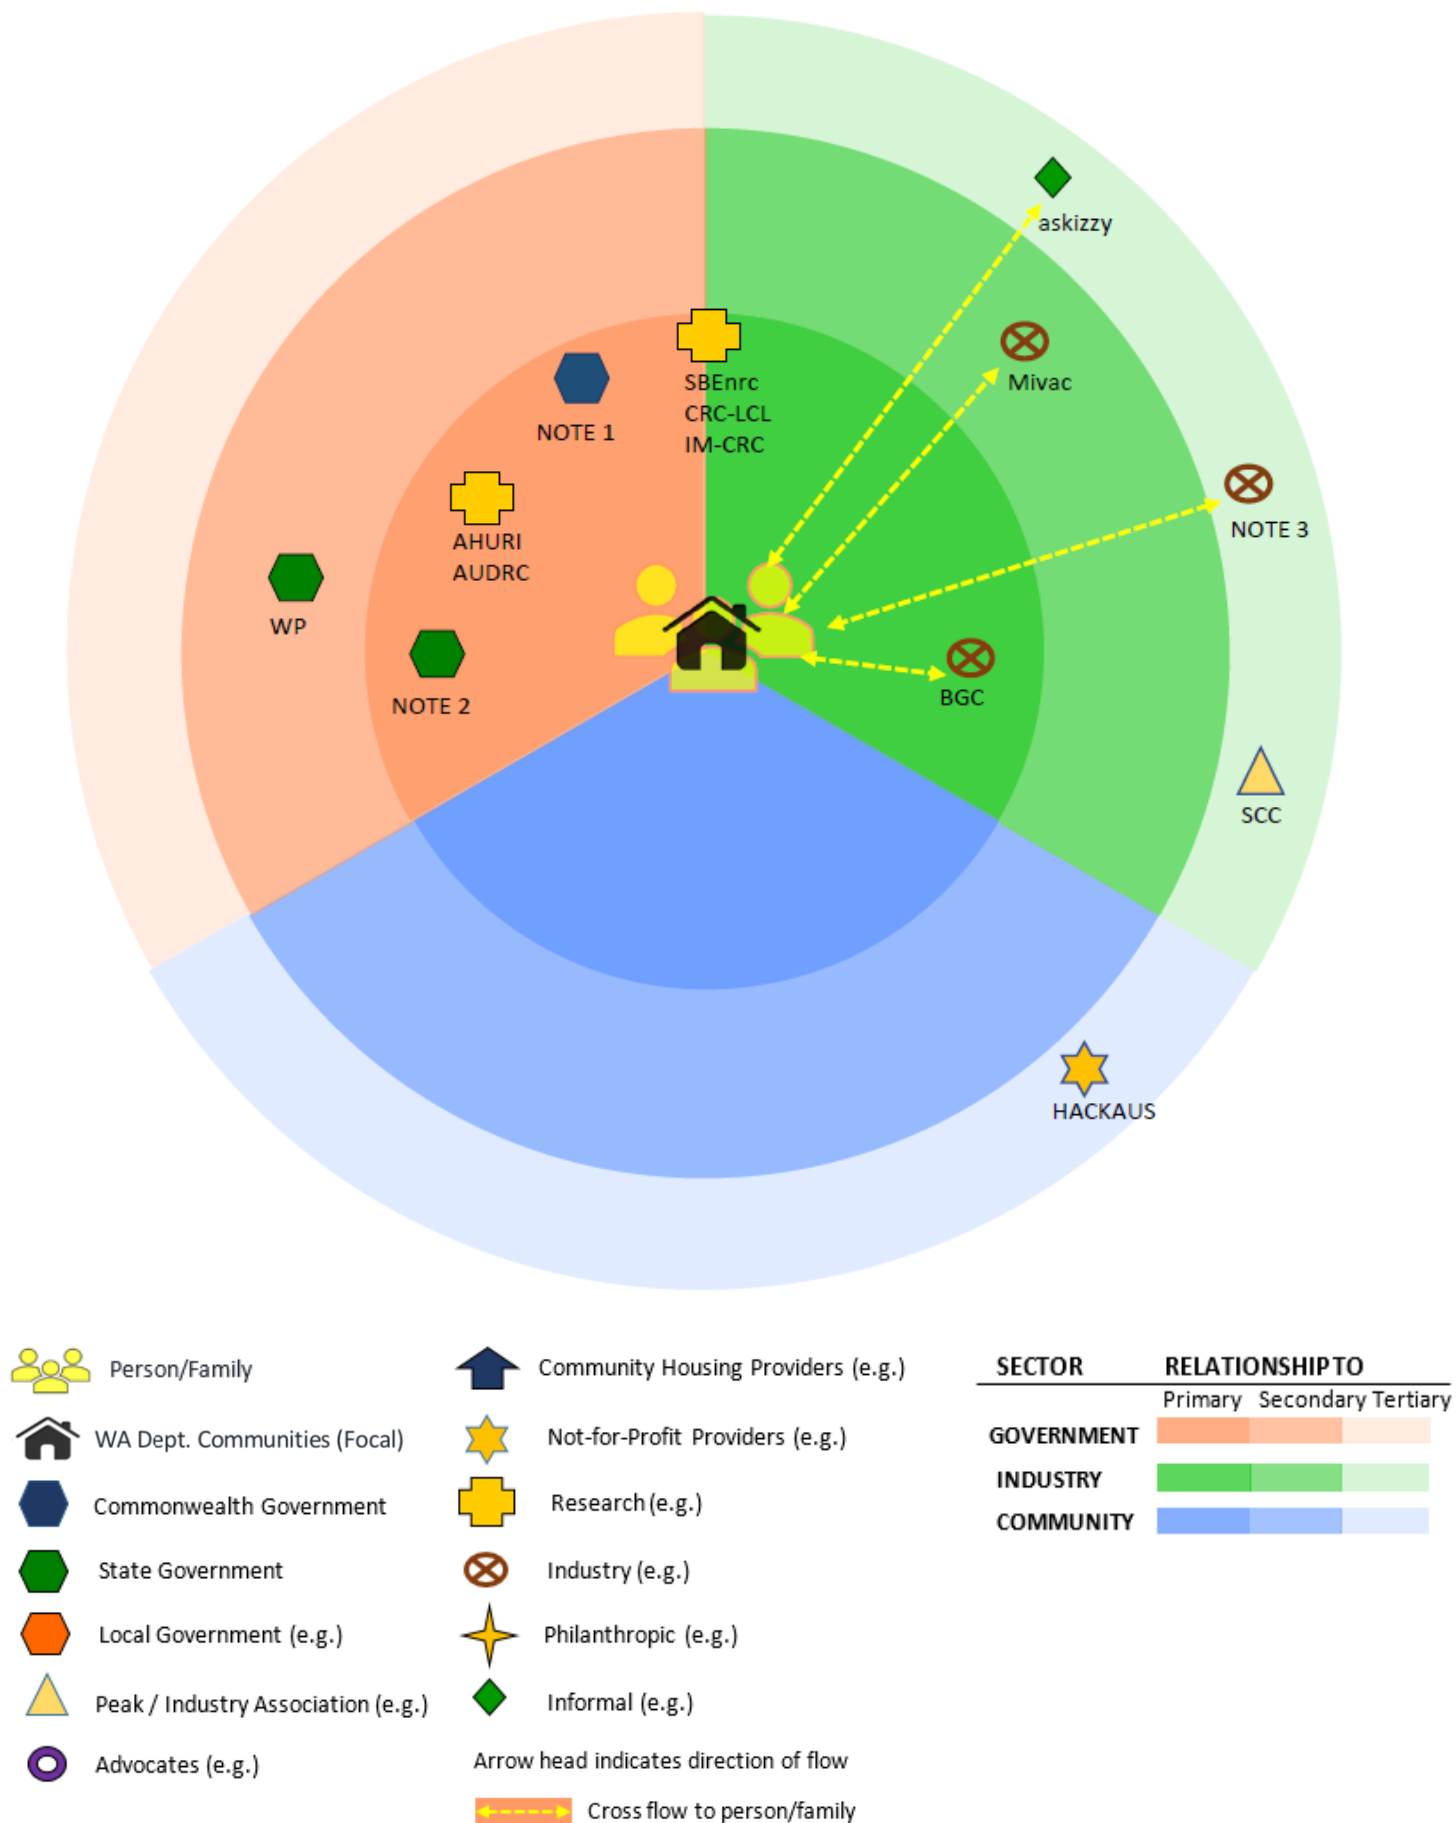 askizzy
SBEnrc
CRC-LCL
IM-CRC
Mivac
NOTE 1
NOTE 3
AHURI
AUDRC
WP
NOTE 2
BGC
SCC
HACKAUS
Person/Family
WA Dept. Communities (Focal)
Commonwealth Government
State Government
Local Government (e.g.)
Peak / Industry Association (e.g.)
Advocates (e.g.)
Community Housing Providers (e.g.)
Not-for-Profit Providers (e.g.)
Research (e.g.)
Industry (e.g.)
Philanthropic (e.g.)
Informal (e.g.)
Arrow head indicates direction of flow
Cross flow to person/family
SECTOR RELATIONSHIP TO
Primary Secondary Tertiary
GOVERNMENT
INDUSTRY
COMMUNITY